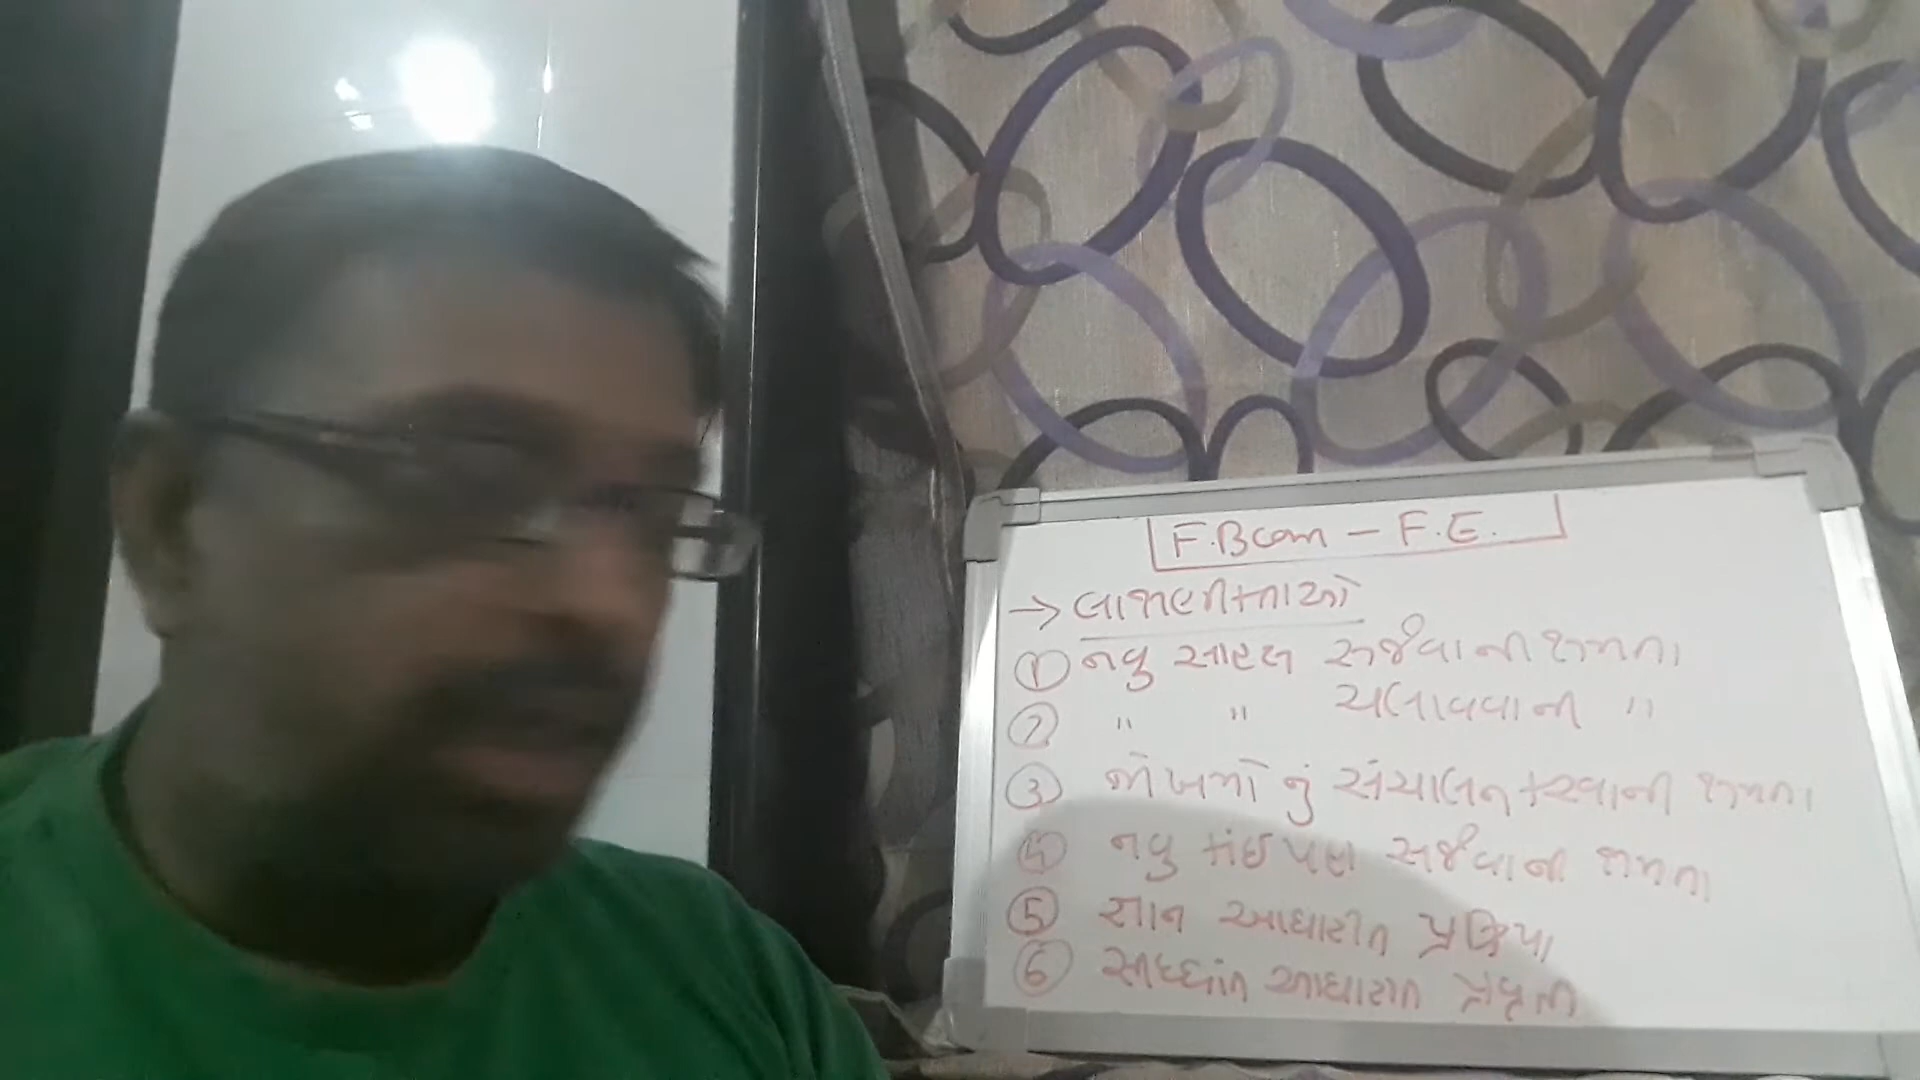 F.Bcom - F.E.
→ લાક્ષણીકતાઓ
① નવુ સાહસ સર્જવાની ક્ષમતા
② " " ચલાવવાની "
③ જોખમો નું સંચાલન કરવાની ક્ષમતા
④ નવુ કંઈ પણ સર્જવાની ક્ષમતા
⑤ જ્ઞાન આધારીત પ્રક્રિયા
⑥ સિધ્ધાંત આધારીત પ્રવૃતી